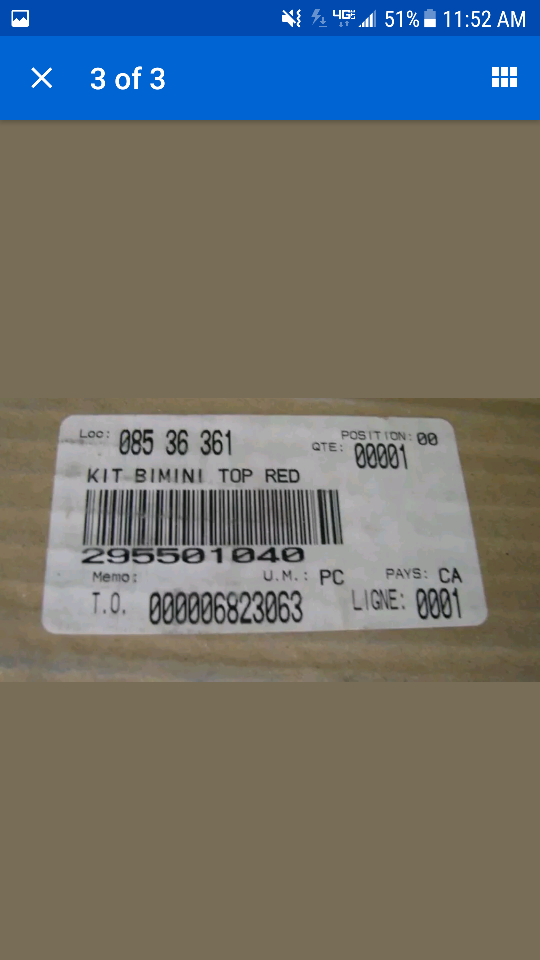 4G 51% 11:52 AM
3 of 3
Loc: 085 36 361 POSITION: 00
QTE: 00001
KIT BIMINI TOP RED
295501040
Memo: U.M.: PC PAYS: CA
T.O. 000006823063 LIGNE: 0001